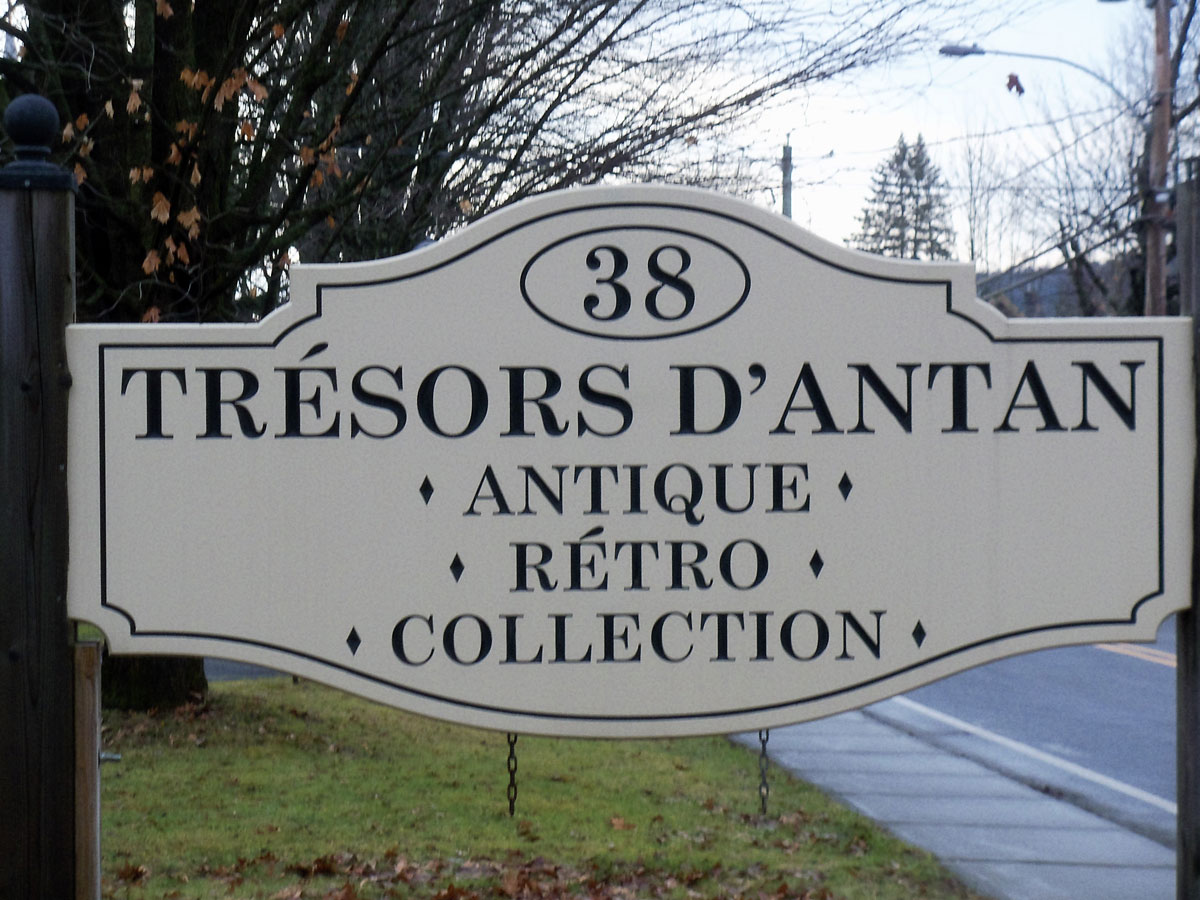 38
TRÉSORS D'ANTAN
♦ ANTIQUE ♦
♦ RÉTRO ♦
♦ COLLECTION ♦